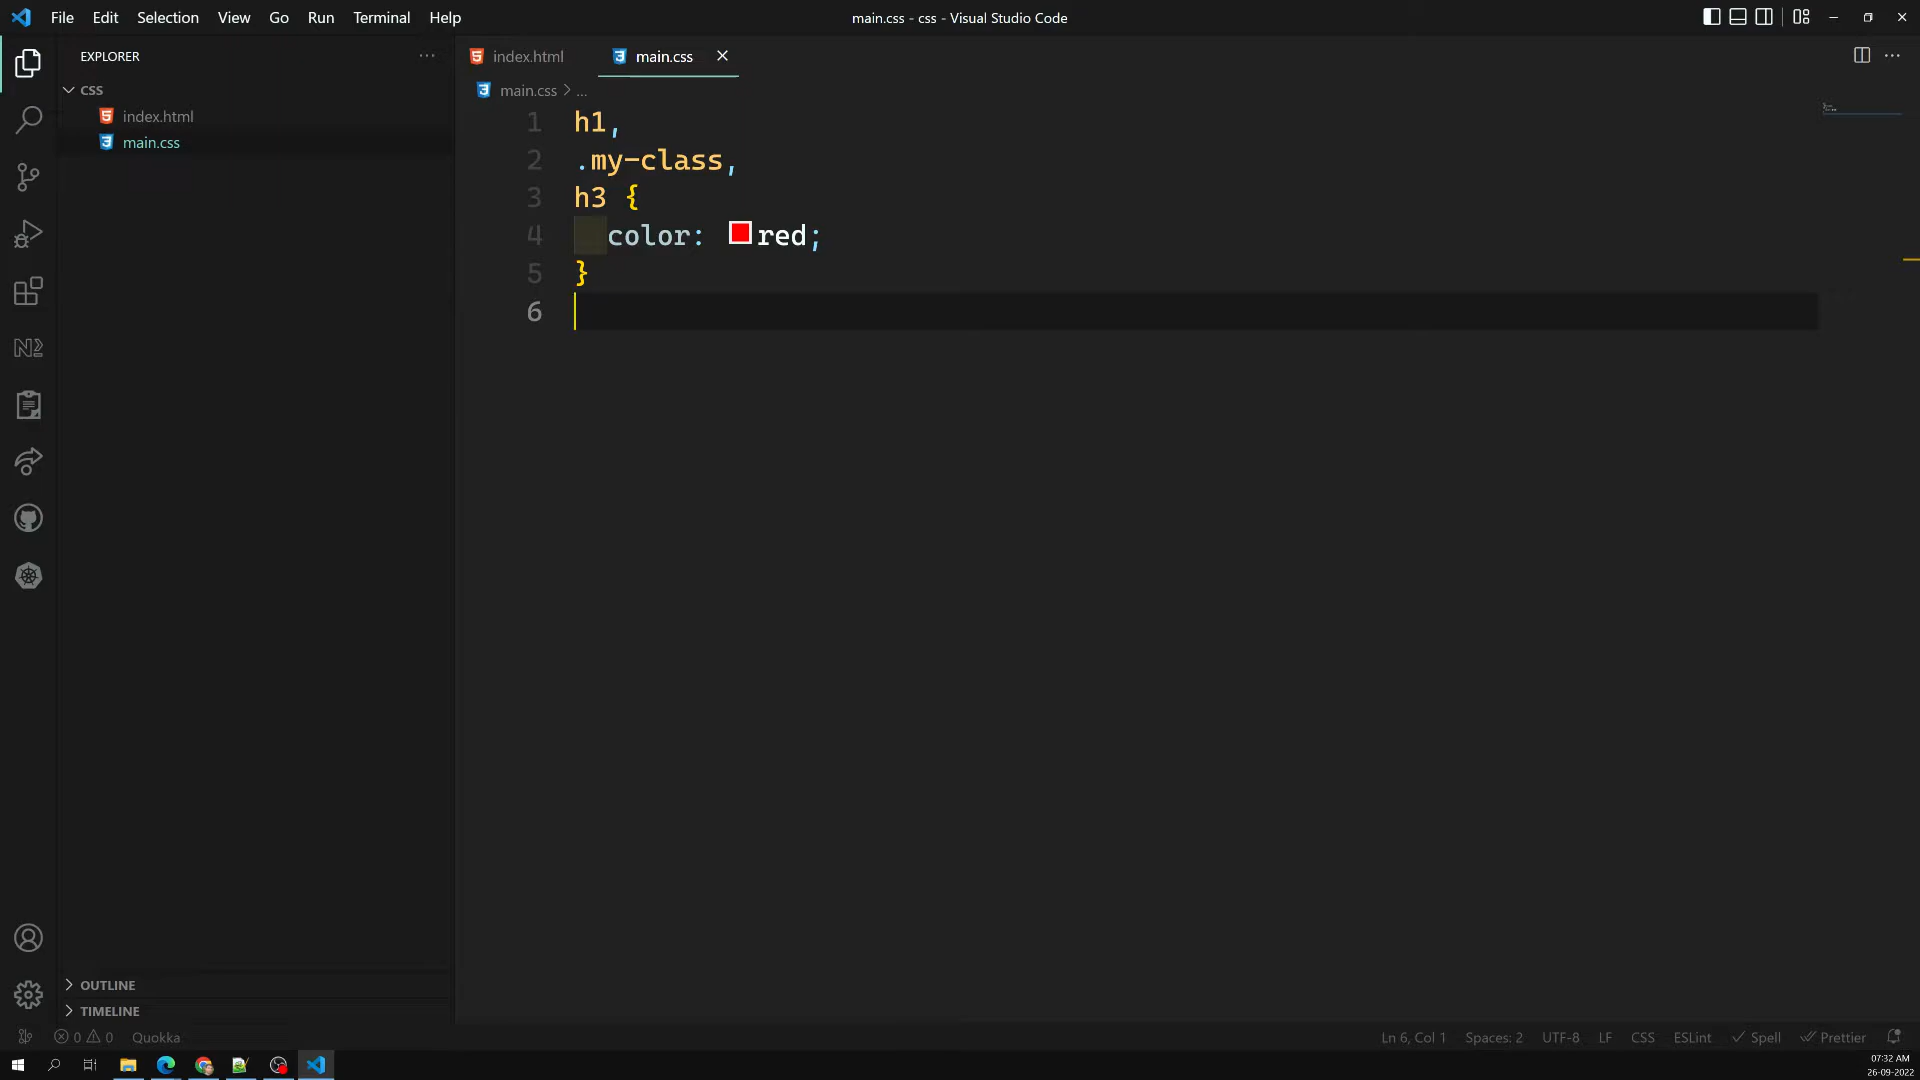 File Edit Selection View Go Run Terminal Help
main.css - css - Visual Studio Code
EXPLORER
CSS
index.html
main.css
OUTLINE
TIMELINE
index.html
main.css
main.css > ...
1 h1,
2 .my-class,
3 h3 {
4 color: red;
5 }
6
0 0 Quokka
Ln 6, Col 1 Spaces: 2 UTF-8 LF CSS ESLint Spell Prettier
07:32 AM
26-09-2022